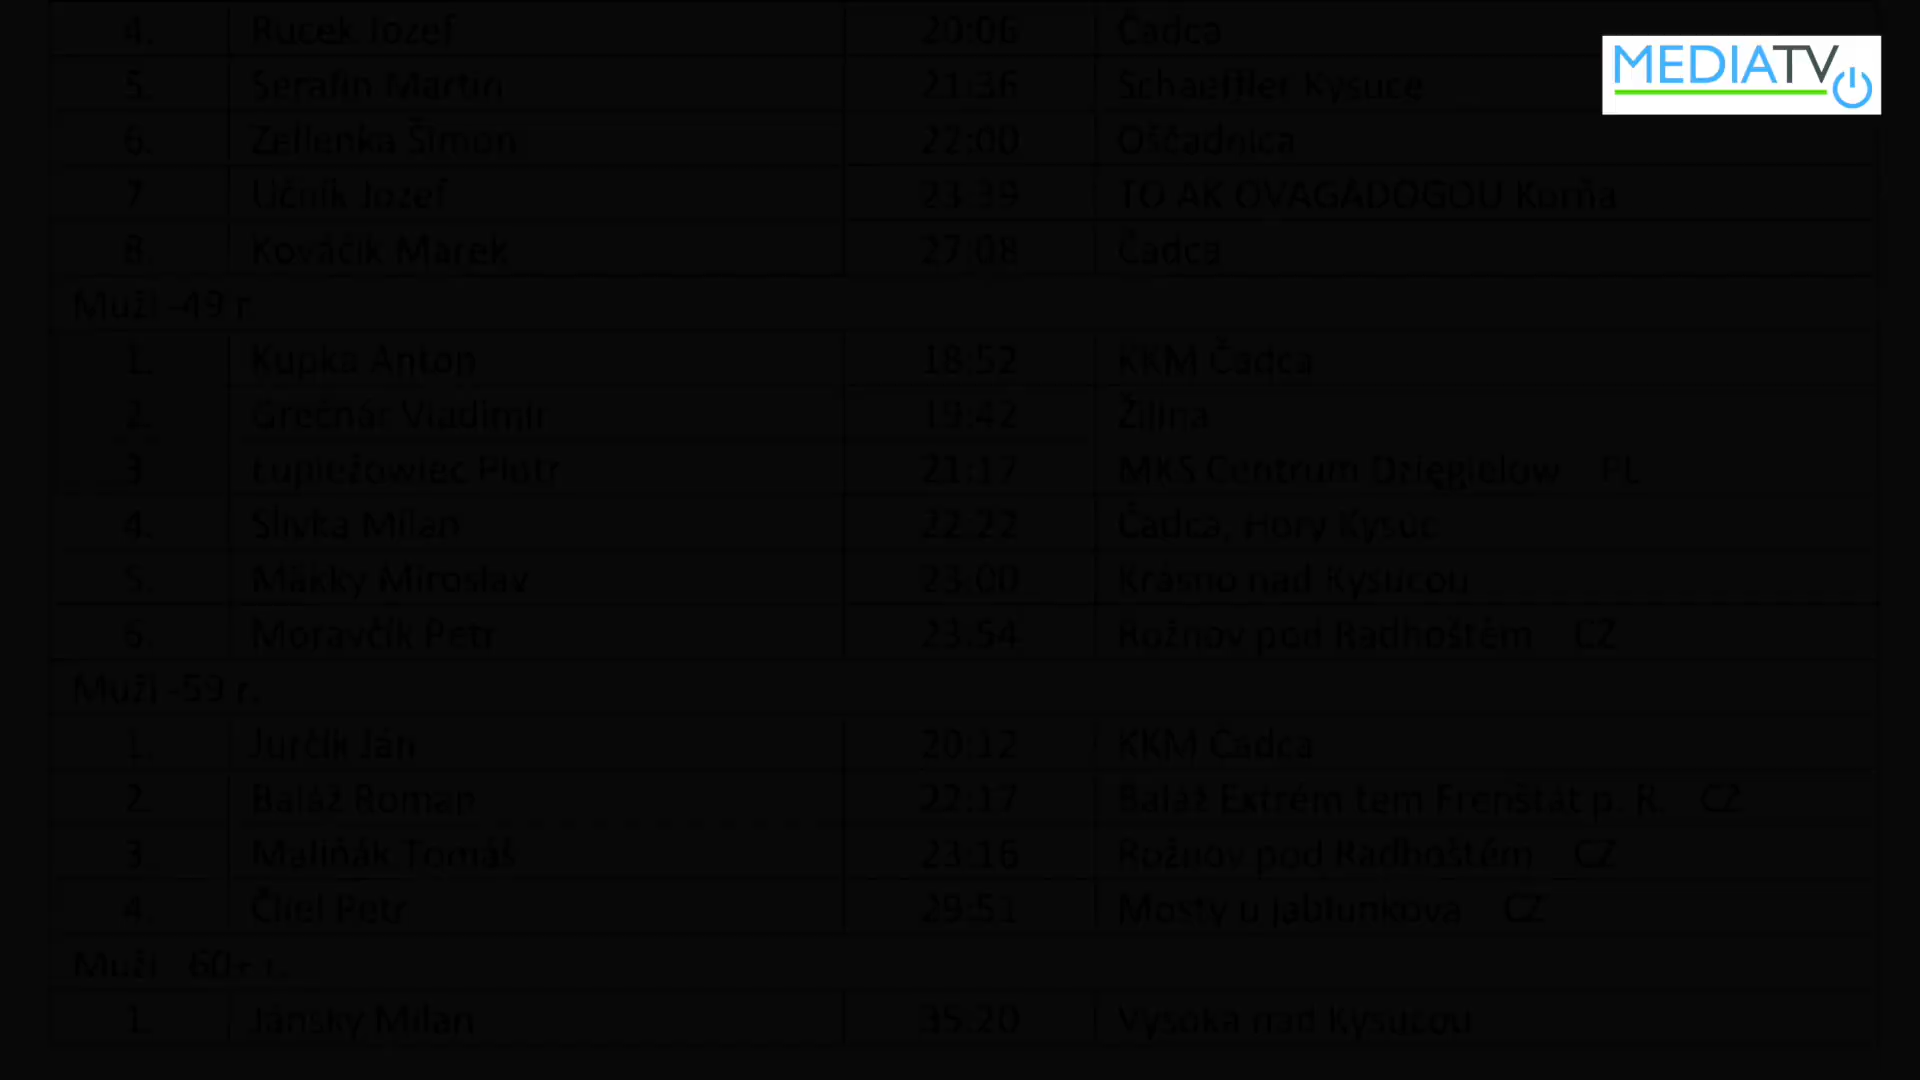 MEDIATV
4. Rucek Jozef 20:06 Čadca
5. Serafín Martin 21:36 Schaeffler Kysuce
6. Zelienka Šimon 22:00 Oščadnica
7. Učník Jozef 23:39 TO AK OVAGADOGOU Korňa
8. Kováčik Marek 27:08 Čadca
Muži -49 r.
1. Kupka Anton 18:52 KKM Čadca
2. Grečnár Vladimír 19:42 Žilina
3. Piotr 21:17 MKS Centrum Dzięgielow PL
4. Slivka Milan 22:22 Čadca, Hory Kysuc
5. Mäkky Miroslav 23:00 Krásno nad Kysucou
6. Moravčík Petr 23:54 Rožnov pod Radhoštěm CZ
Muži -59 r.
1. Jurčík Ján 20:12 KKM Čadca
2. Baláž Roman 22:17 Baláž Extrém tem Frenštát p. R. CZ
3. Maliňák Tomáš 23:16 Rožnov pod Radhoštěm CZ
4. Petr 29:51 Mosty u jablunkova CZ
Muži 60+ r.
1. Jánský Milan 35:20 Vysoká nad Kysucou